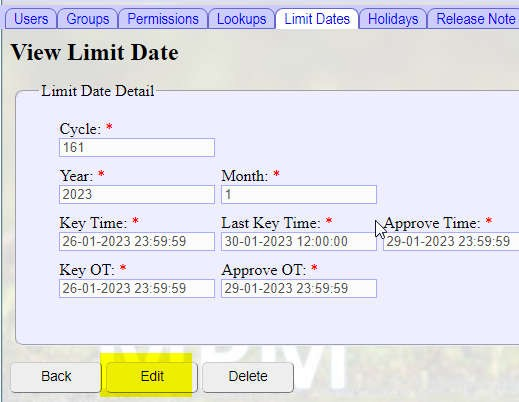 Users Groups Permissions Lookups Limit Dates Holidays Release Note
View Limit Date
Limit Date Detail
Cycle: *
161
Year: * Month: *
2023 1
Key Time: * Last Key Time: * Approve Time: *
26-01-2023 23:59:59 30-01-2023 12:00:00 29-01-2023 23:59:59
Key OT: * Approve OT: *
26-01-2023 23:59:59 29-01-2023 23:59:59
Back Edit Delete